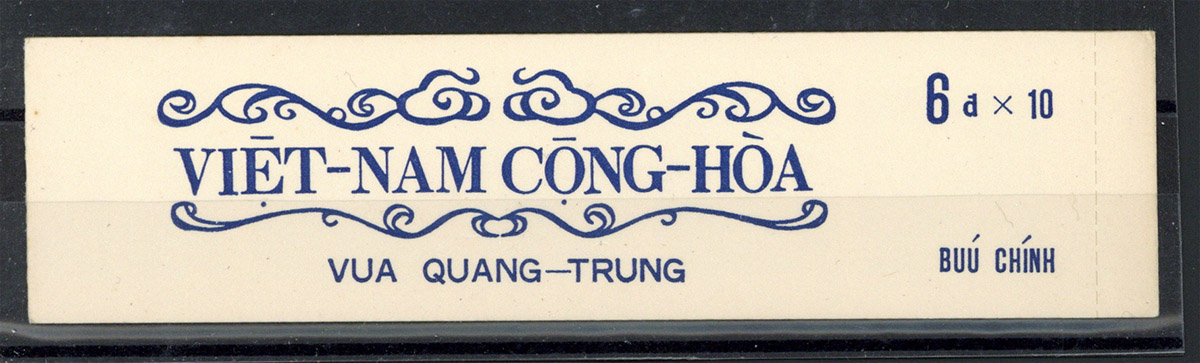 VIỆT-NAM CỘNG-HÒA
VUA QUANG-TRUNG
6 đ × 10
BUÚ CHÍNH